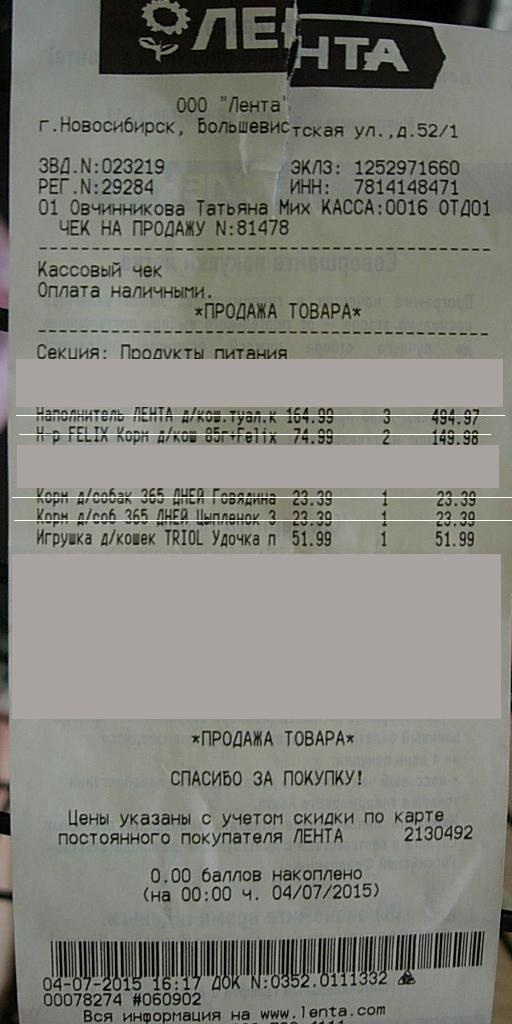 ЛЕНТА
ООО "Лента"
г.Новосибирск, Большевистская ул.,д.52/1
ЗВД.N:023219 ЭКЛЗ: 1252971660
РЕГ.N:29284 ИНН: 7814148471
01 Овчинникова Татьяна Мих КАССА:0016 ОТД01
ЧЕК НА ПРОДАЖУ N:81478
Кассовый чек
Оплата наличными.
*ПРОДАЖА ТОВАРА*
Секция: Продукты питания
Наполнитель ЛЕНТА д/кош.туал.к 164.99 3 494.97
Н-р FELIX Корм д/кош 85г+Felix 74.99 2 149.98
Корм д/собак 365 ДНЕЙ Говядина 23.39 1 23.39
Корм д/соб 365 ДНЕЙ Цыпленок 3 23.39 1 23.39
Игрушка д/кошек TRIOL Удочка п 51.99 1 51.99
*ПРОДАЖА ТОВАРА*
СПАСИБО ЗА ПОКУПКУ!
Цены указаны с учетом скидки по карте
постоянного покупателя ЛЕНТА 2130492
0.00 баллов накоплено
(на 00:00 ч. 04/07/2015)
04-07-2015 16:17 ДОК N:0352.0111332
00078274 #060902
Вся информация на www.lenta.com